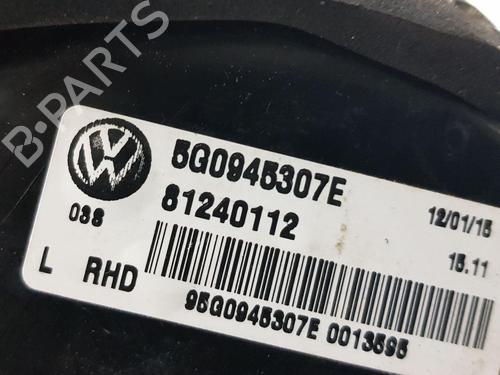 B-PARTS
5G0945307E
81240112
12/01/15
15.11
038
L RHD
95G0945307E 0013595